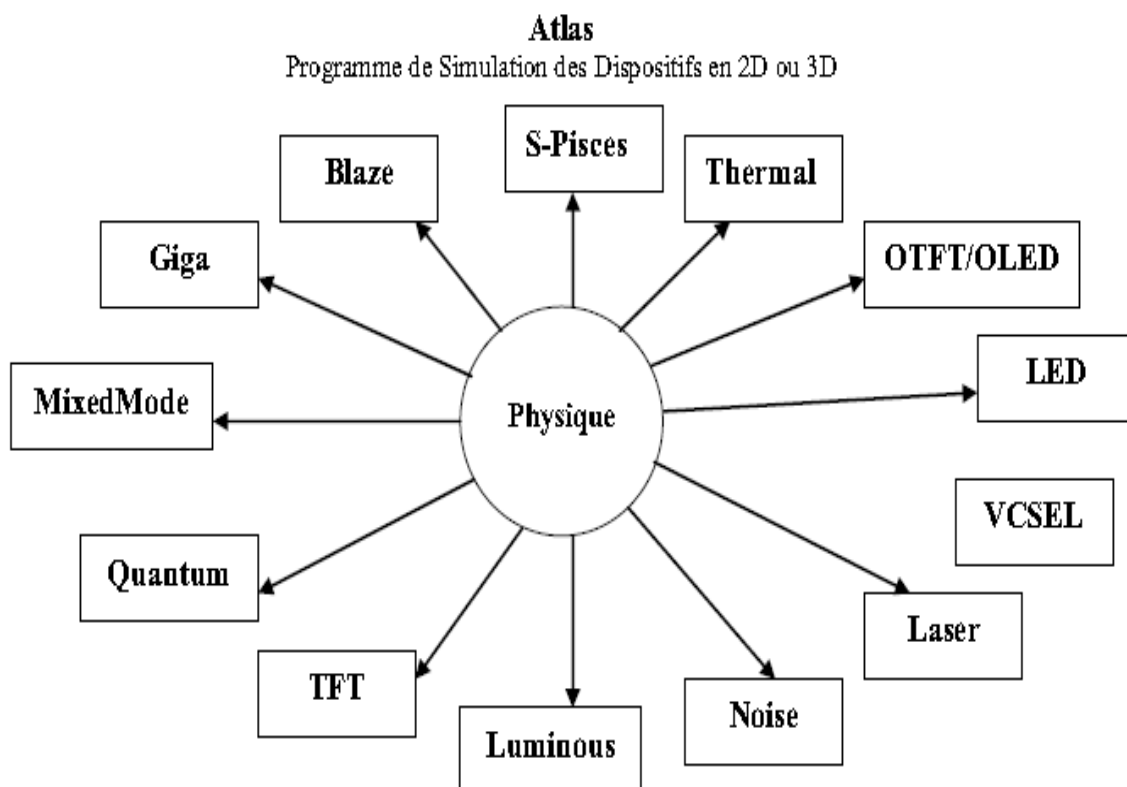 Atlas
Programme de Simulation des Dispositifs en 2D ou 3D
S-Pisces
Blaze
Thermal
Giga
OTFT/OLED
MixedMode
Physique
LED
VCSEL
Quantum
Laser
TFT
Noise
Luminous